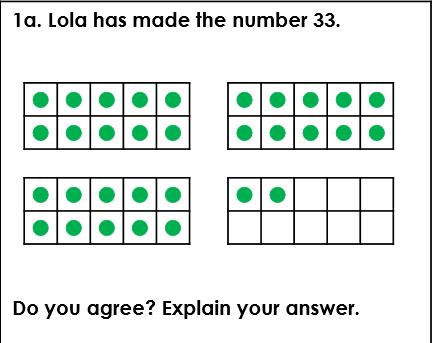 1a. Lola has made the number 33.
Do you agree? Explain your answer.